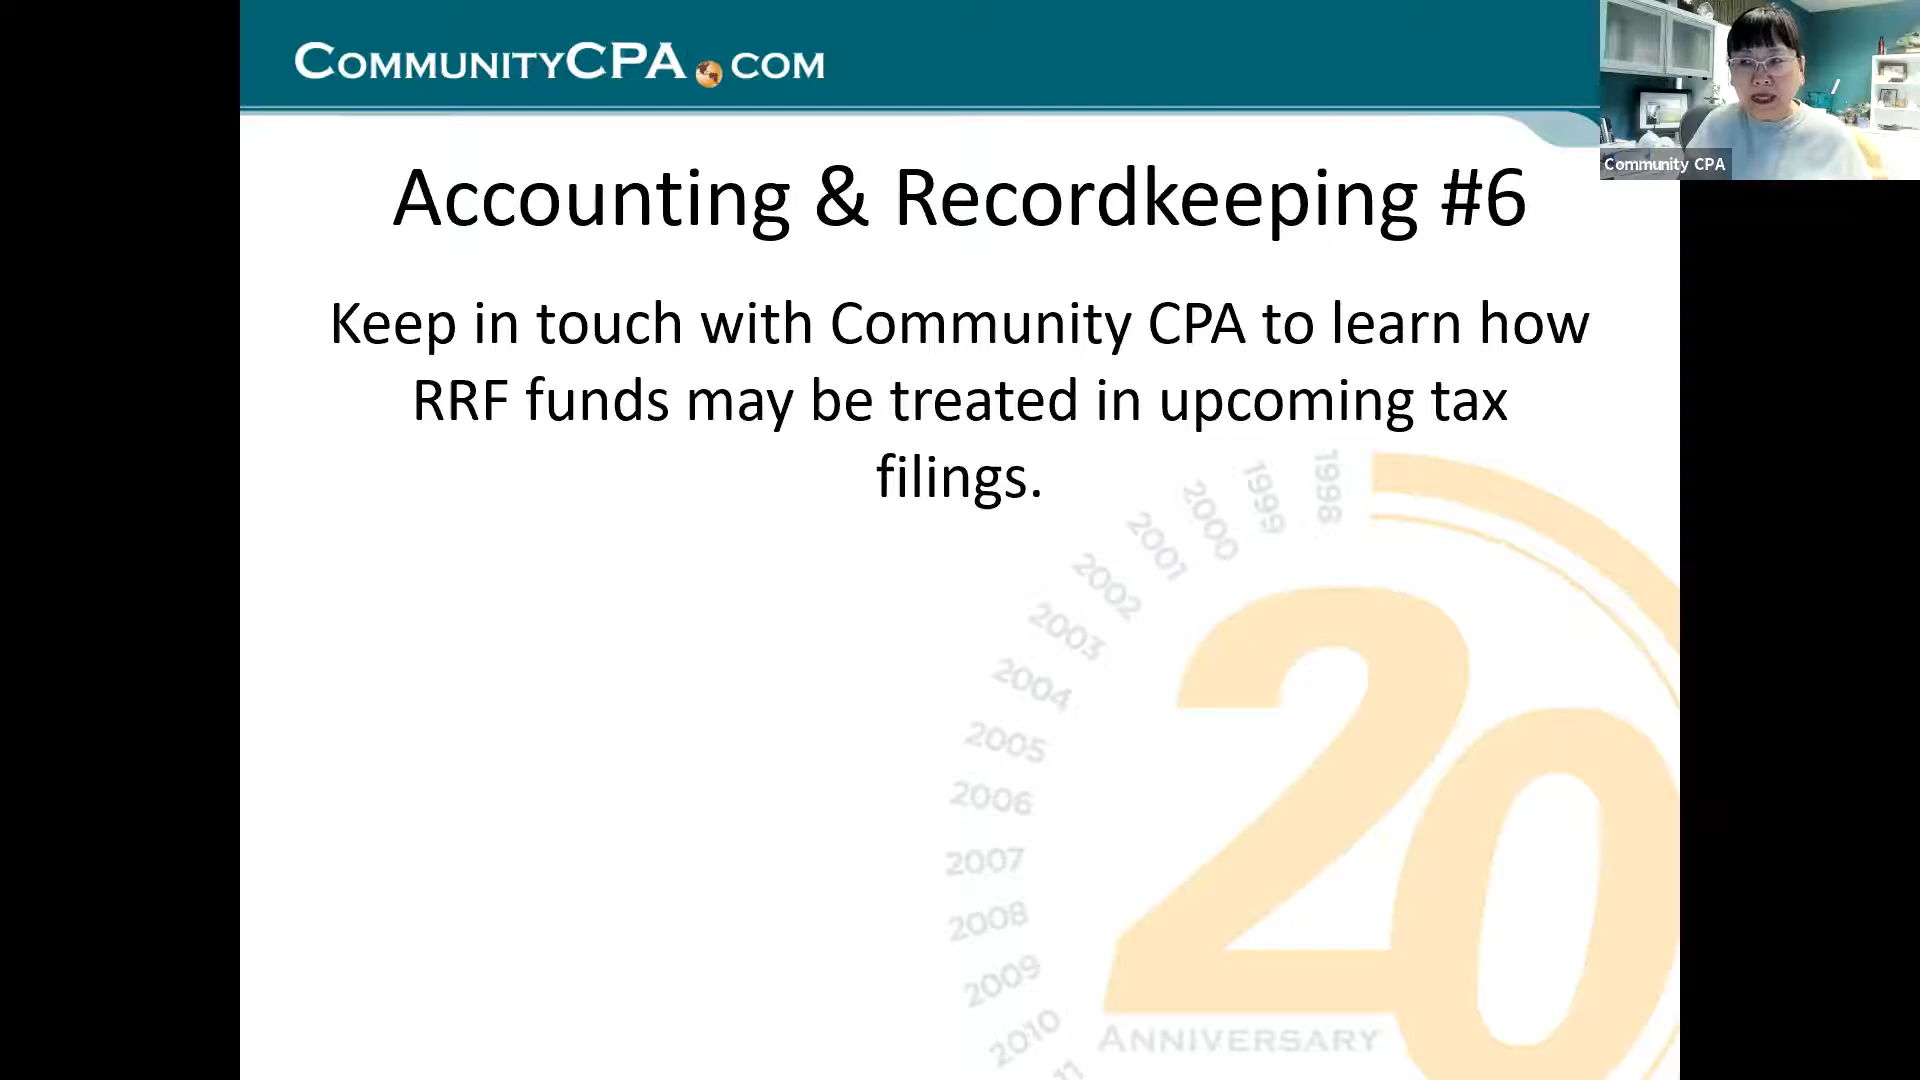 COMMUNITYCPA.COM
Community CPA
Accounting & Recordkeeping #6
Keep in touch with Community CPA to learn how
RRF funds may be treated in upcoming tax
filings.
1998
1999
2000
2001
2002
2003
2004
2005
2006
2007
2008
2009
2010
20
ANNIVERSARY